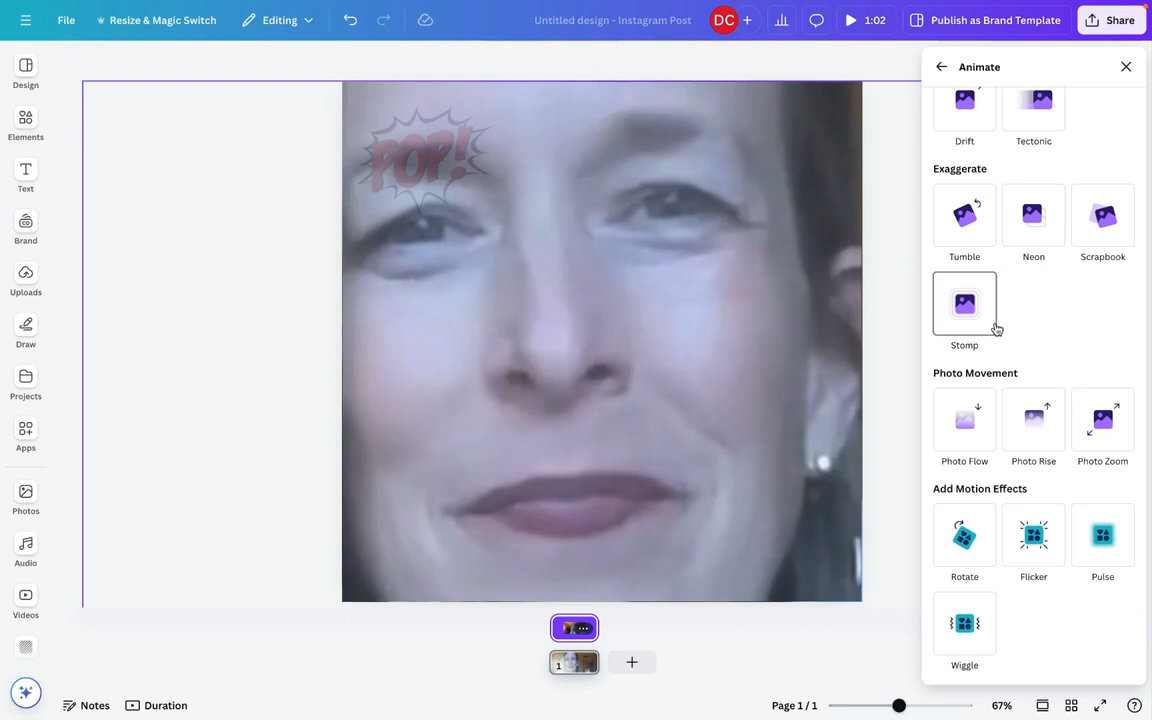 File
Resize & Magic Switch
Editing
Untitled design - Instagram Post
DC
+
1:02
Publish as Brand Template
Share
Design
Elements
Text
Brand
Uploads
Draw
Projects
Apps
Photos
Audio
Videos
POP!
1
+
Animate
Drift
Tectonic
Exaggerate
Tumble
Neon
Scrapbook
Stomp
Photo Movement
Photo Flow
Photo Rise
Photo Zoom
Add Motion Effects
Rotate
Flicker
Pulse
Wiggle
Notes
Duration
Page 1 / 1
67%
?